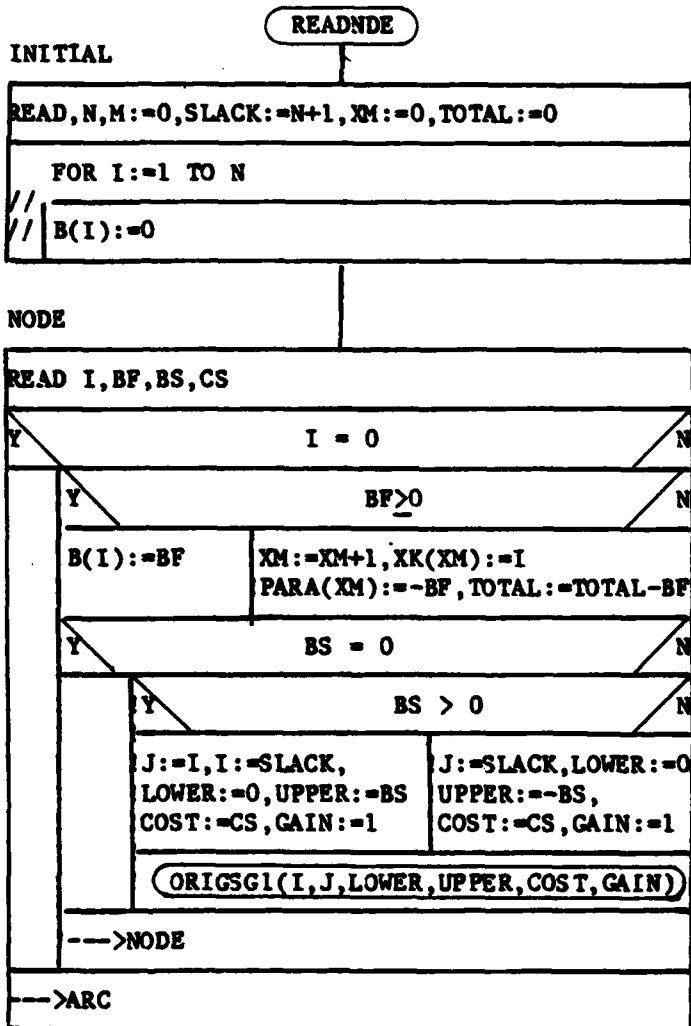 READNDE
INITIAL
READ,N,M:=0,SLACK:=N+1,XM:=0,TOTAL:=0
FOR I:=1 TO N
//
// B(I):=0
NODE
READ I,BF,BS,CS
Y I = 0 N
Y BF>0 N
B(I):=BF XM:=XM+1,XK(XM):=I
PARA(XM):=-BF,TOTAL:=TOTAL-BF
Y BS = 0 N
Y BS > 0 N
J:=I,I:=SLACK, J:=SLACK,LOWER:=0
LOWER:=0,UPPER:=BS UPPER:=-BS,
COST:=CS,GAIN:=1 COST:=CS,GAIN:=1
ORIGSG1(I,J,LOWER,UPPER,COST,GAIN)
--->NODE
--->ARC